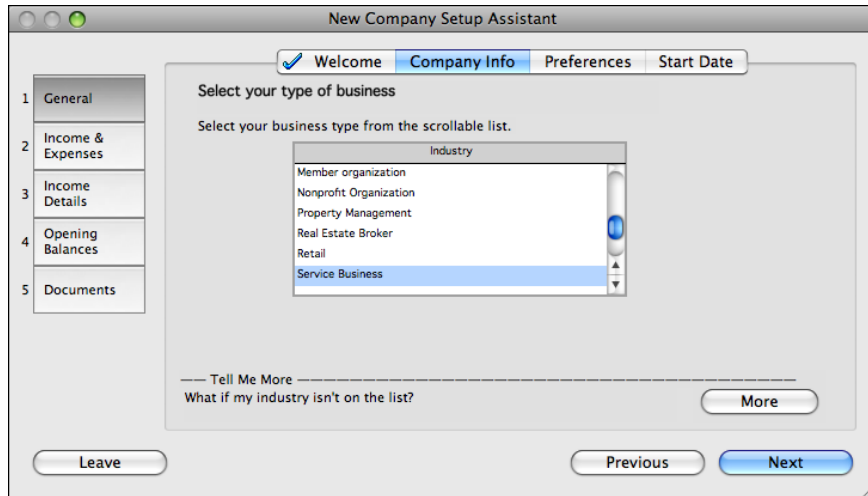 New Company Setup Assistant
Welcome Company Info Preferences Start Date
1 General
2 Income &
Expenses
3 Income
Details
4 Opening
Balances
5 Documents
Select your type of business
Select your business type from the scrollable list.
Industry
Member organization
Nonprofit Organization
Property Management
Real Estate Broker
Retail
Service Business
Tell Me More
What if my industry isn't on the list?
More
Leave
Previous
Next